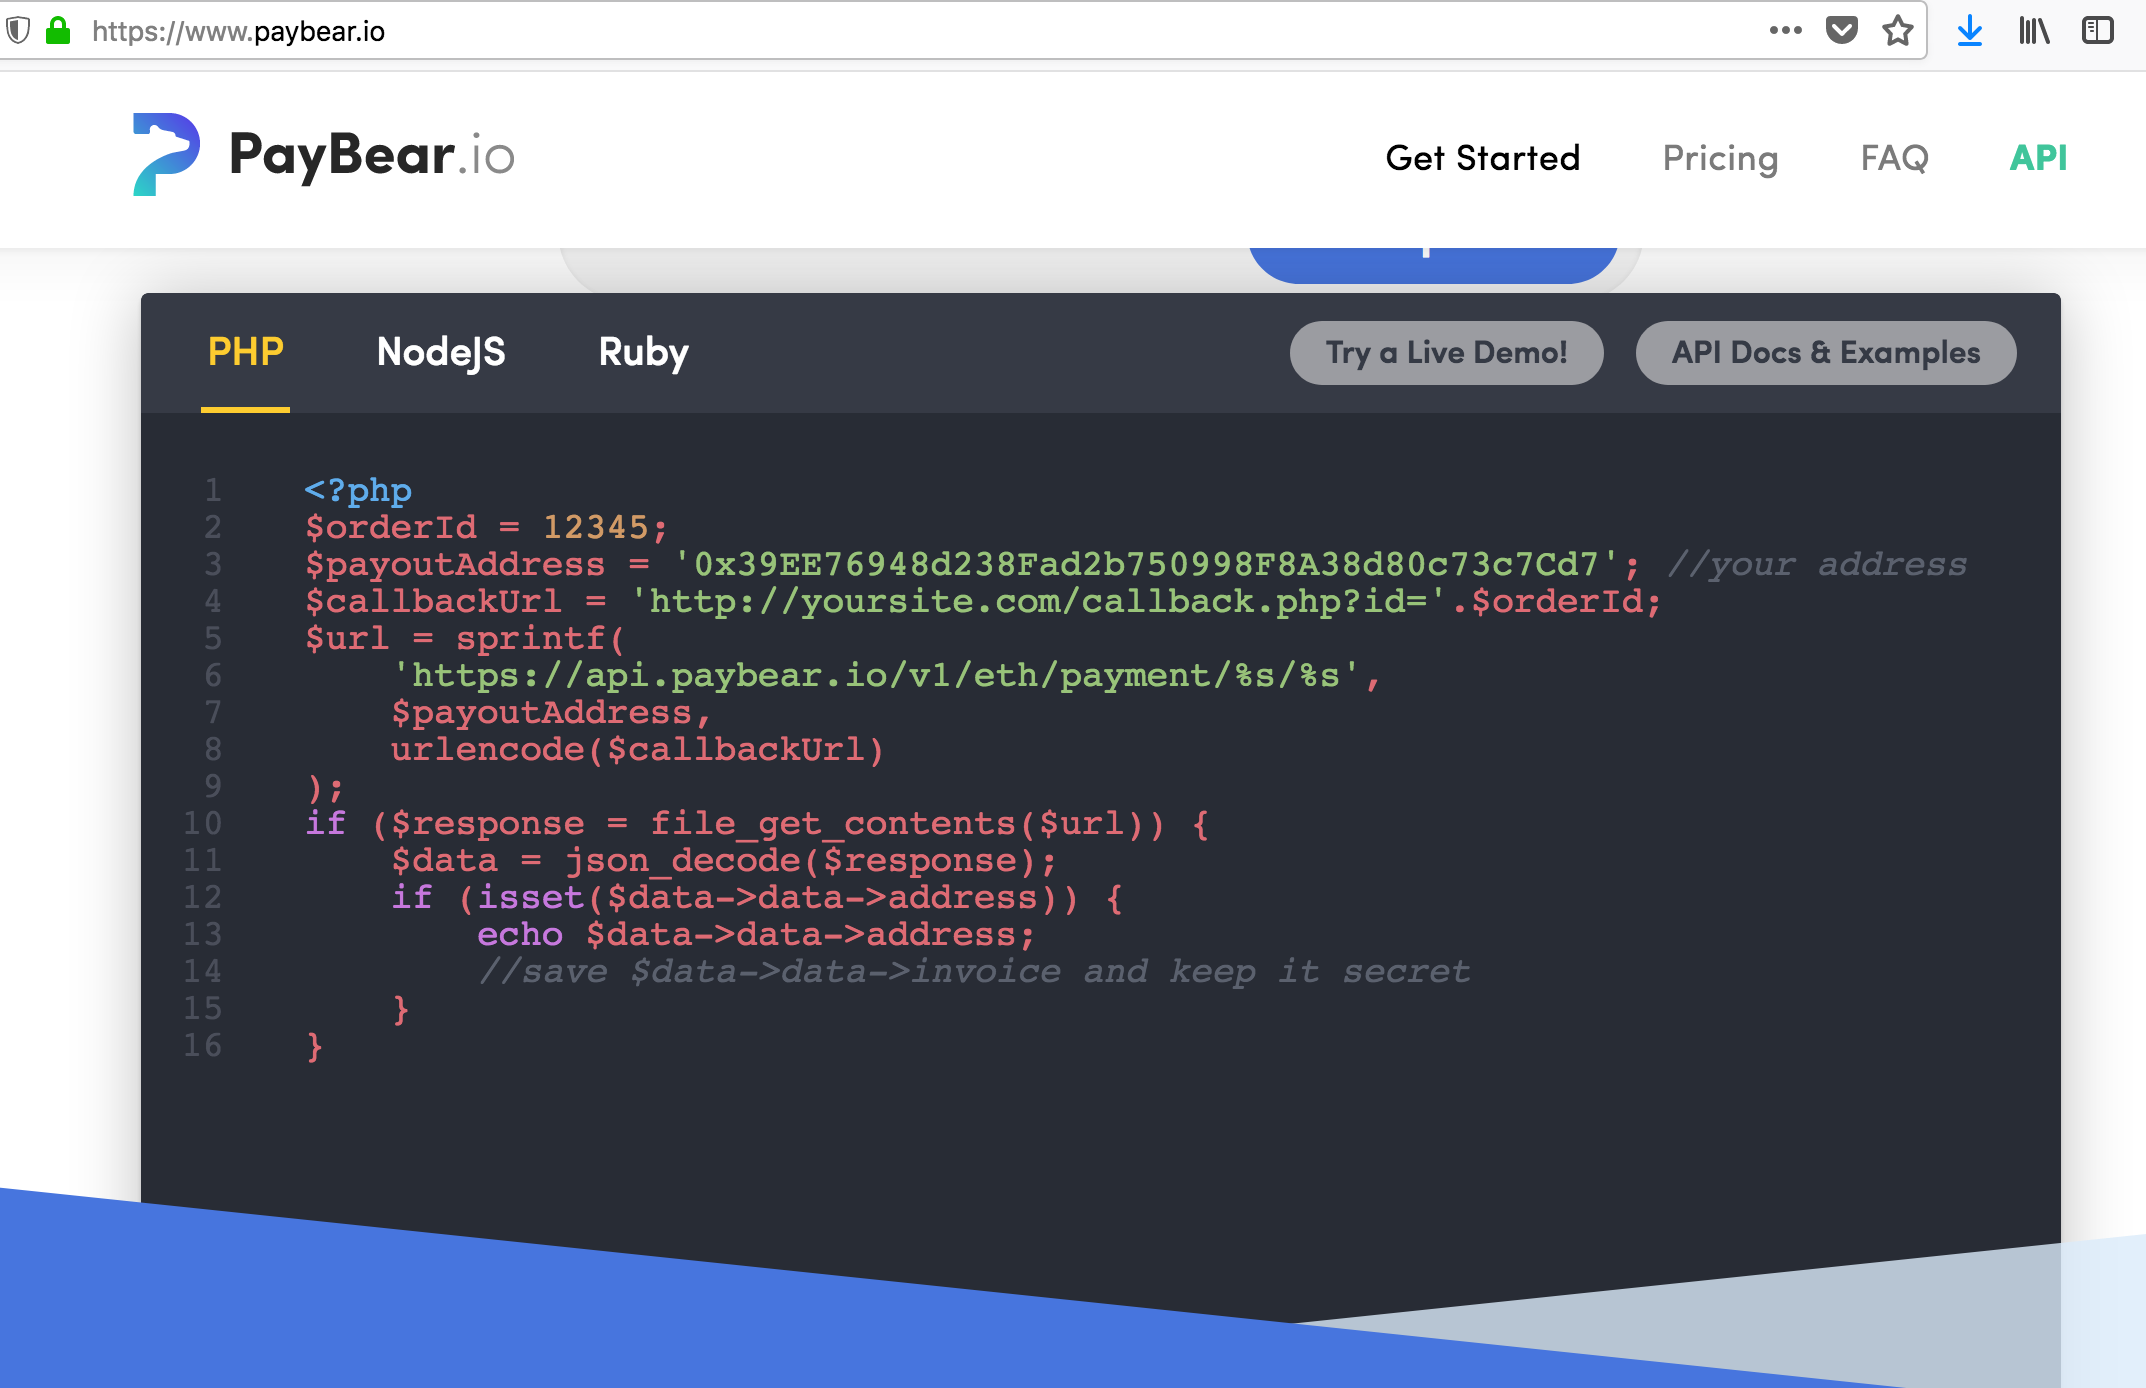 https://www.paybear.io
PayBear.io
Get Started Pricing FAQ API
PHP NodeJS Ruby Try a Live Demo! API Docs & Examples
1 <?php
2 $orderId = 12345;
3 $payoutAddress = '0x39EE76948d238Fad2b750998F8A38d80c73c7Cd7'; //your address
4 $callbackUrl = 'http://yoursite.com/callback.php?id='.$orderId;
5 $url = sprintf(
6     'https://api.paybear.io/v1/eth/payment/%s/%s',
7     $payoutAddress,
8     urlencode($callbackUrl)
9 );
10 if ($response = file_get_contents($url)) {
11     $data = json_decode($response);
12     if (isset($data->data->address)) {
13         echo $data->data->address;
14         //save $data->data->invoice and keep it secret
15     }
16 }